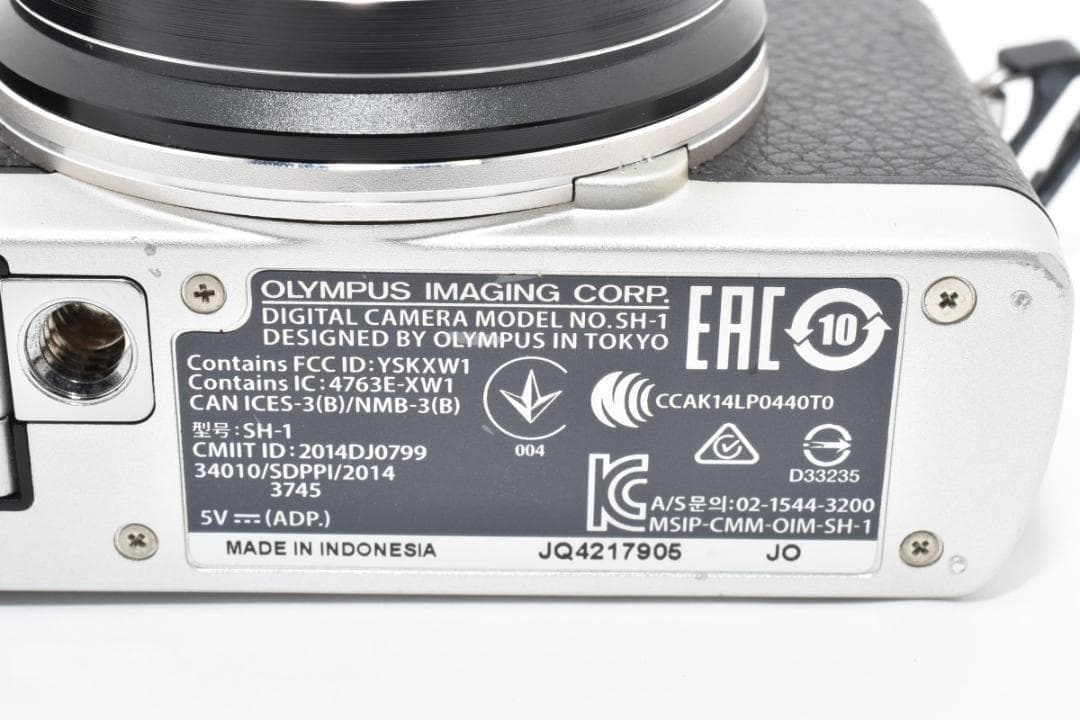 OLYMPUS IMAGING CORP.
DIGITAL CAMERA MODEL NO. SH-1
DESIGNED BY OLYMPUS IN TOKYO
EAC
10
Contains FCC ID: YSKXW1
Contains IC: 4763E-XW1
CAN ICES-3(B)/NMB-3(B)
型号: SH-1
CMIIT ID: 2014DJ0799
34010/SDPPI/2014
3745
5V (ADP.)
004
CCAK14LP0440T0
D33235
A/S문의:02-1544-3200
MSIP-CMM-OIM-SH-1
MADE IN INDONESIA JQ4217905 JO